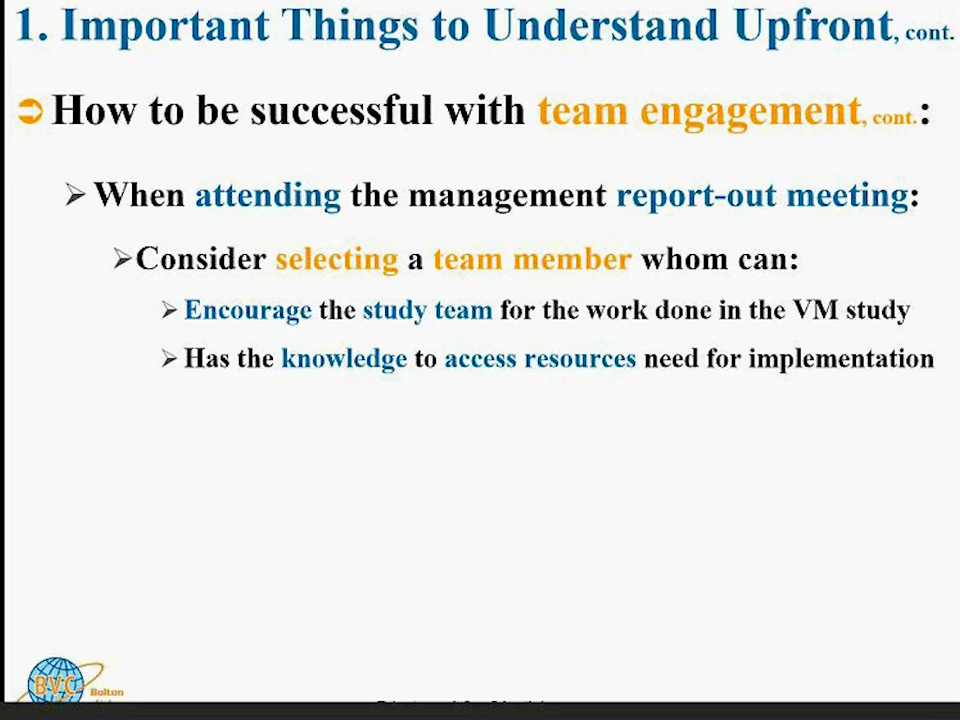 1. Important Things to Understand Upfront, cont.
How to be successful with team engagement, cont.:
When attending the management report-out meeting:
Consider selecting a team member whom can:
Encourage the study team for the work done in the VM study
Has the knowledge to access resources need for implementation
BVC
Bolton